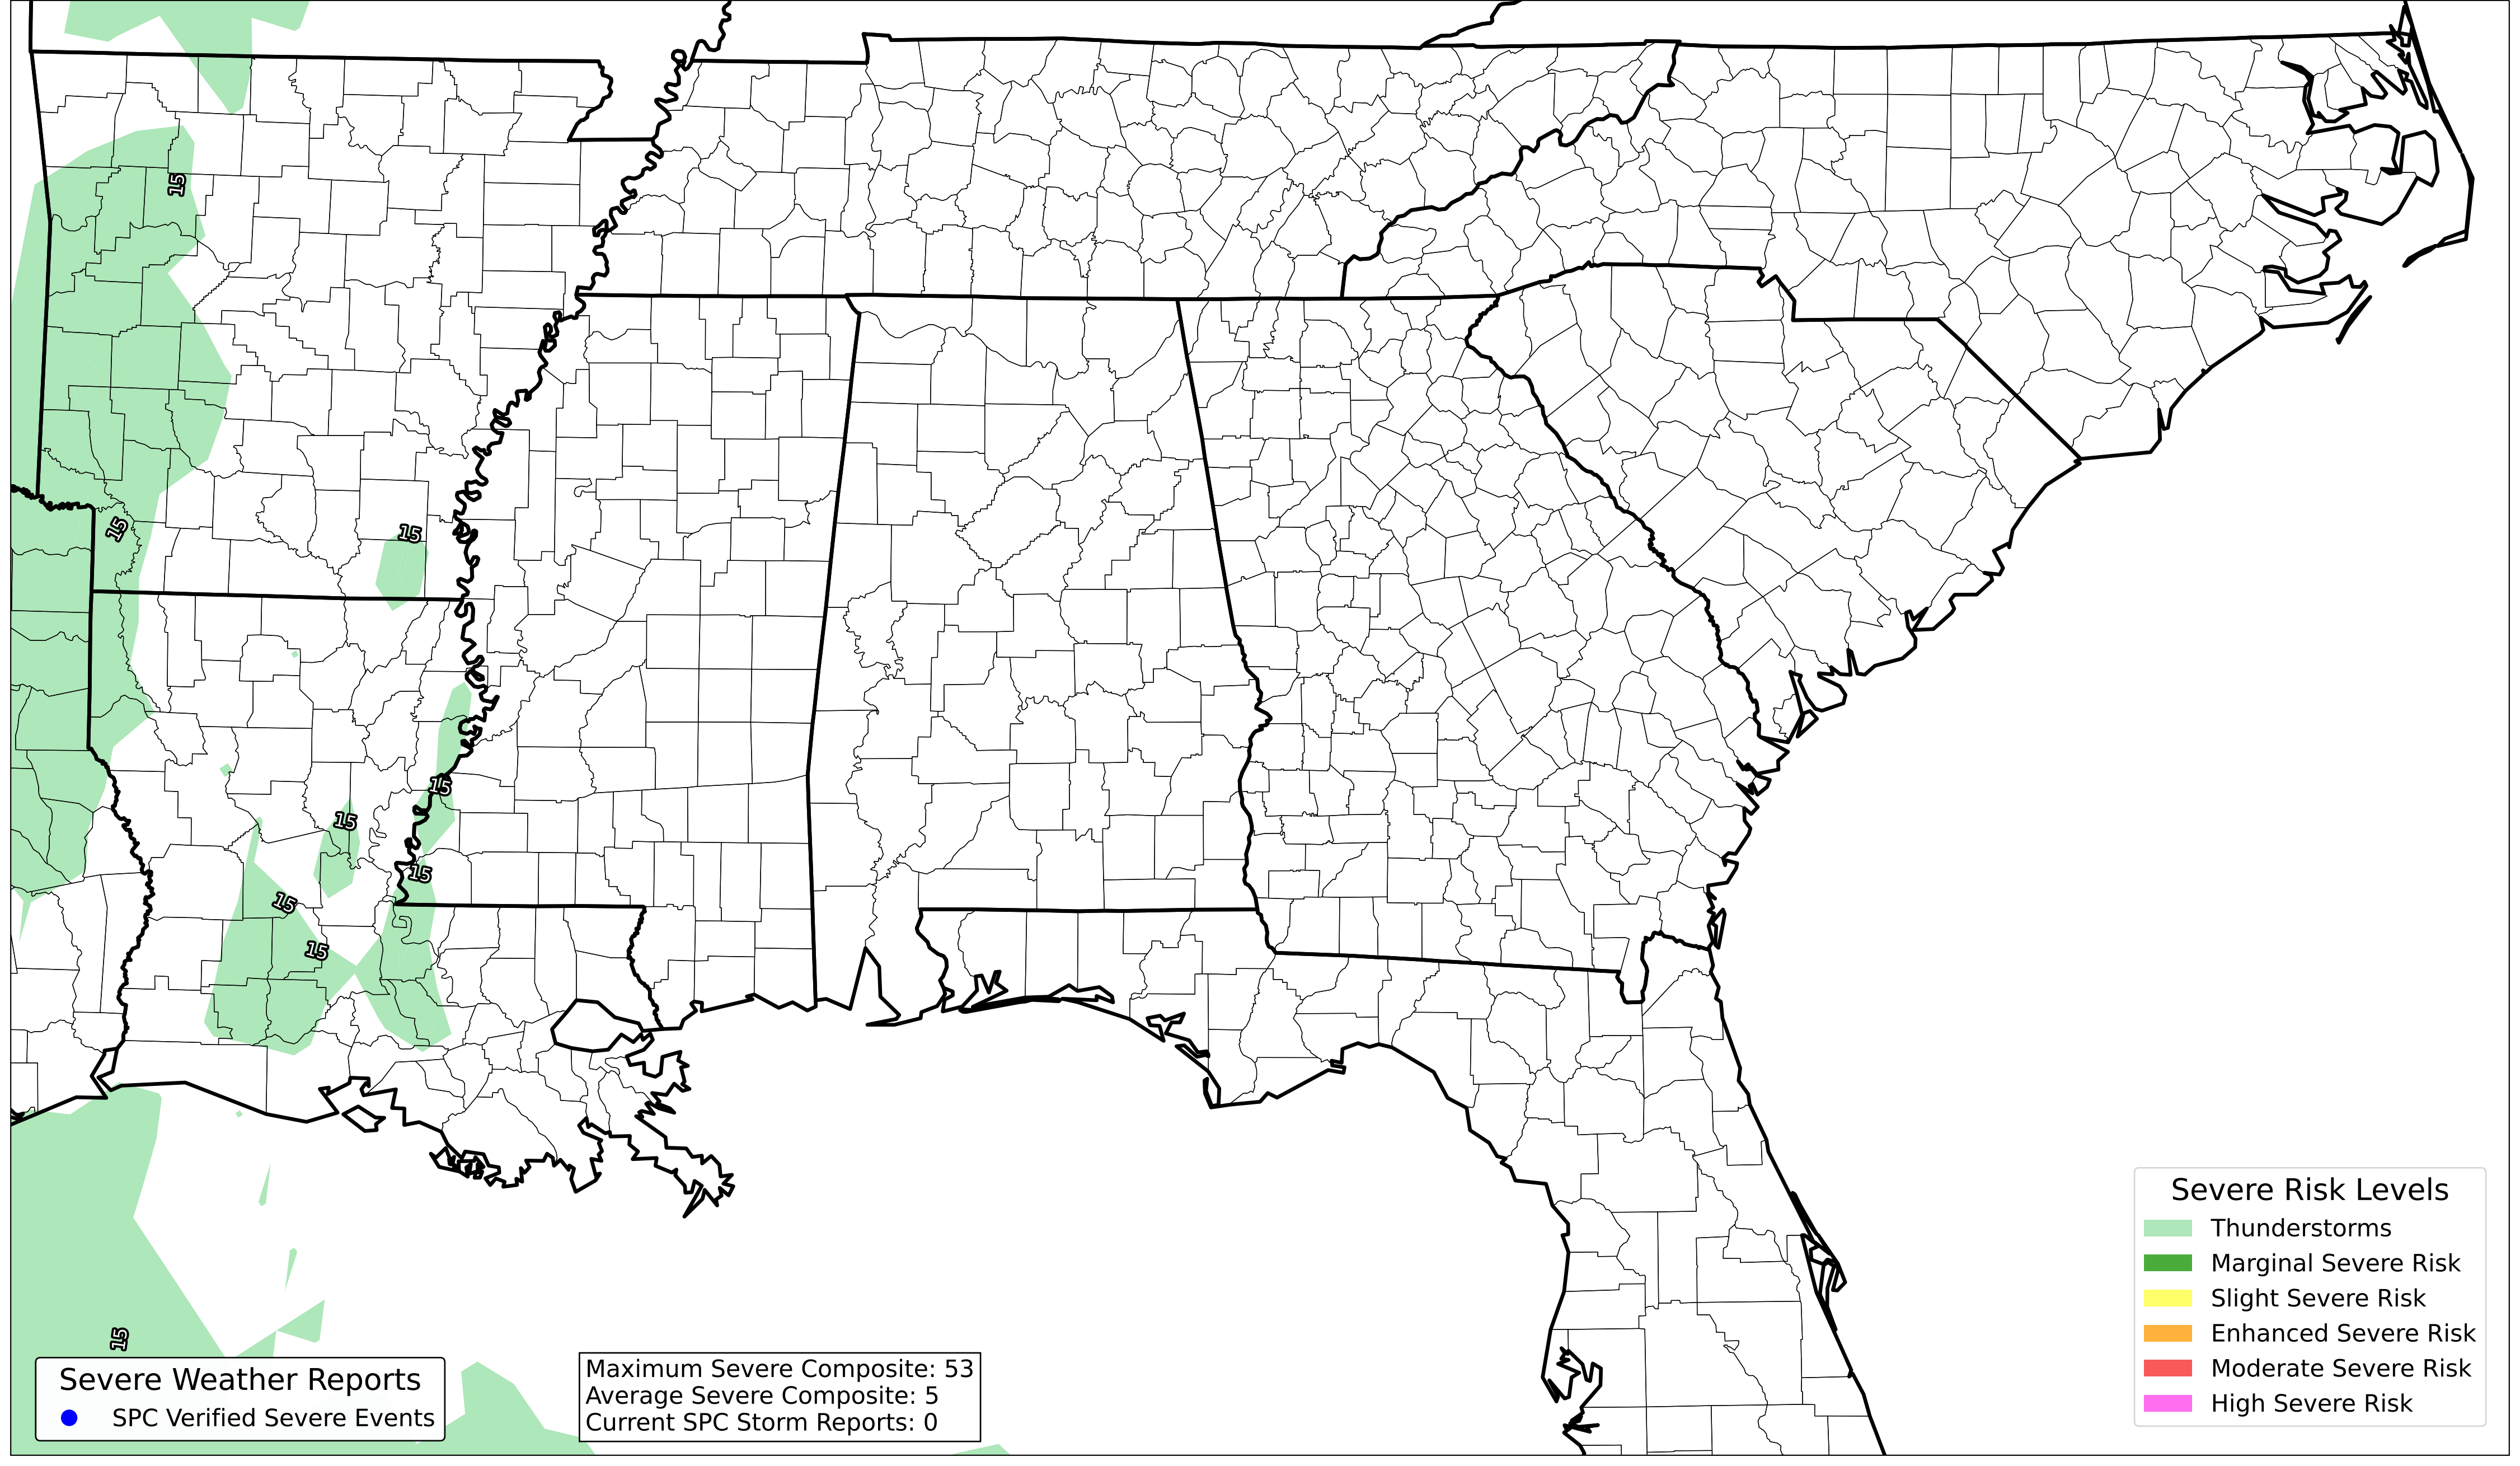 15
15
15
15
15
15
15
15
15
Severe Weather Reports
SPC Verified Severe Events
Maximum Severe Composite: 53
Average Severe Composite: 5
Current SPC Storm Reports: 0
Severe Risk Levels
Thunderstorms
Marginal Severe Risk
Slight Severe Risk
Enhanced Severe Risk
Moderate Severe Risk
High Severe Risk